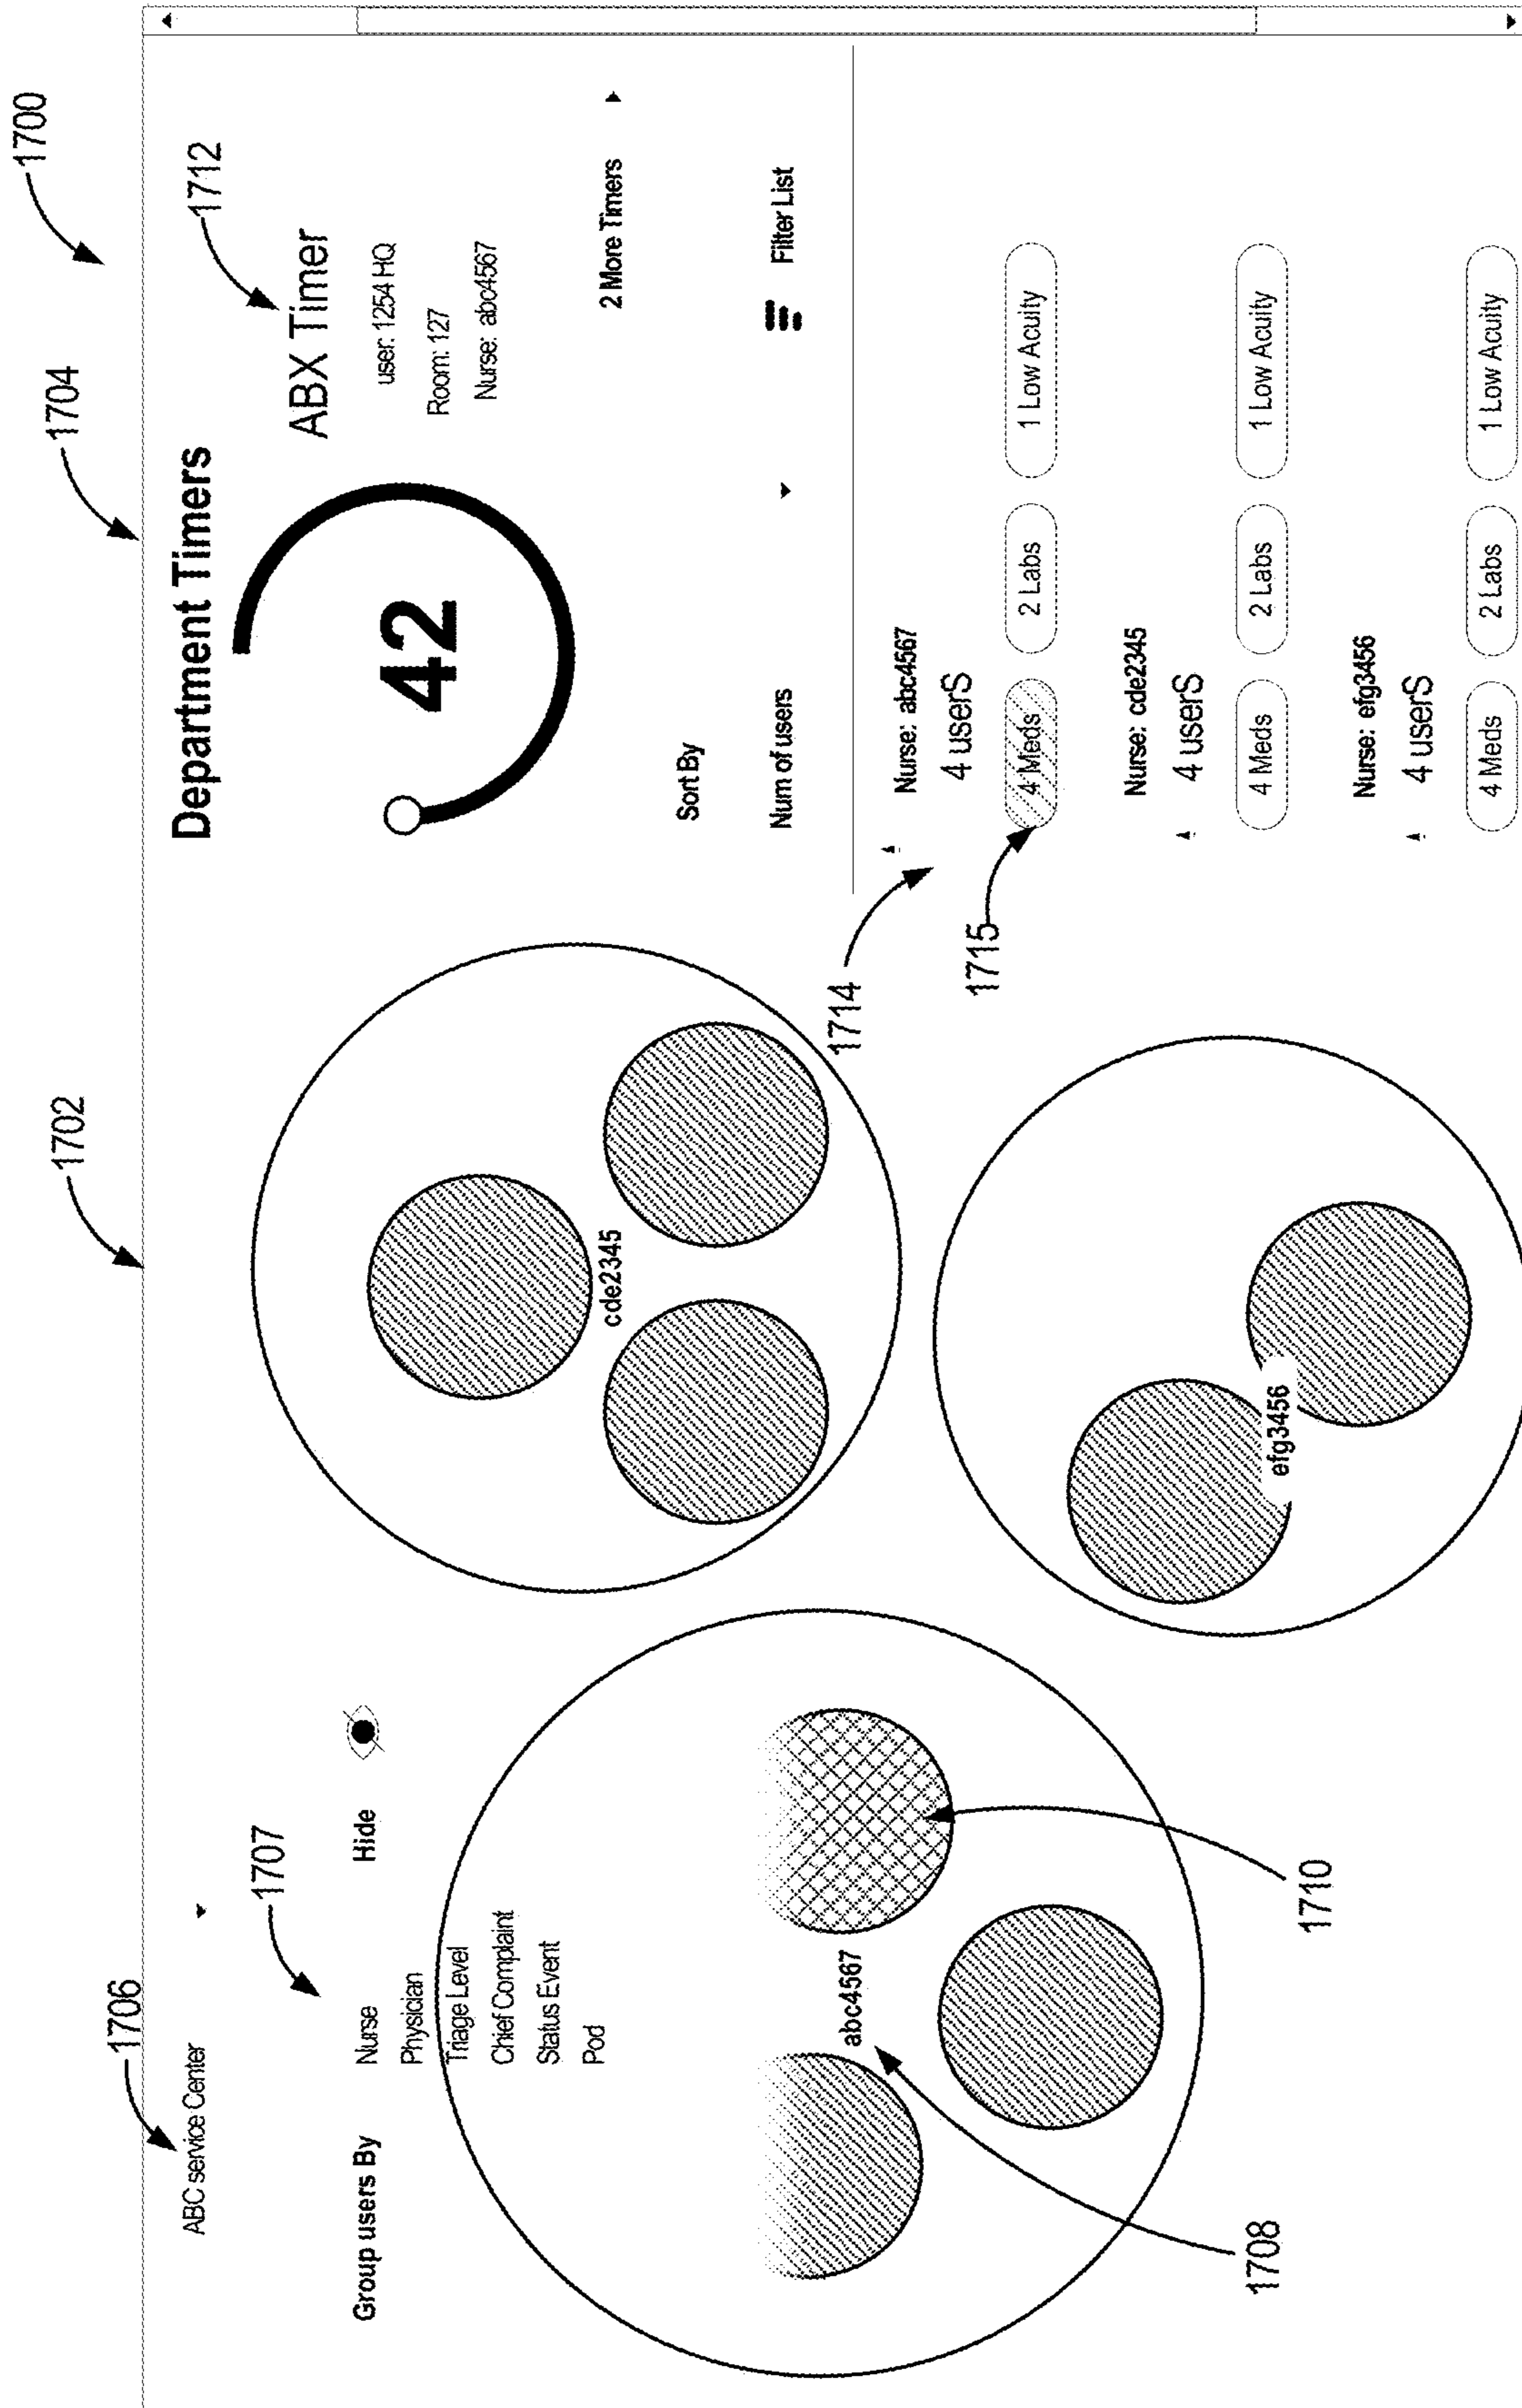 1700
1702
1704
1706
ABC service Center
1707
Group users By
Nurse
Physician
Triage Level
Chief Complaint
Status Event
Pod
Hide
abc4567
1708
1710
cde2345
efg3456
Department Timers
42
1712
ABX Timer
user: 1254 HQ
Room: 127
Nurse: abc4567
2 More Timers
Sort By
Num of users
Filter List
1714
1715
Nurse: abc4567
4 userS
4 Meds 2 Labs 1 Low Acuity
Nurse: cde2345
4 userS
4 Meds 2 Labs 1 Low Acuity
Nurse: efg3456
4 userS
4 Meds 2 Labs 1 Low Acuity